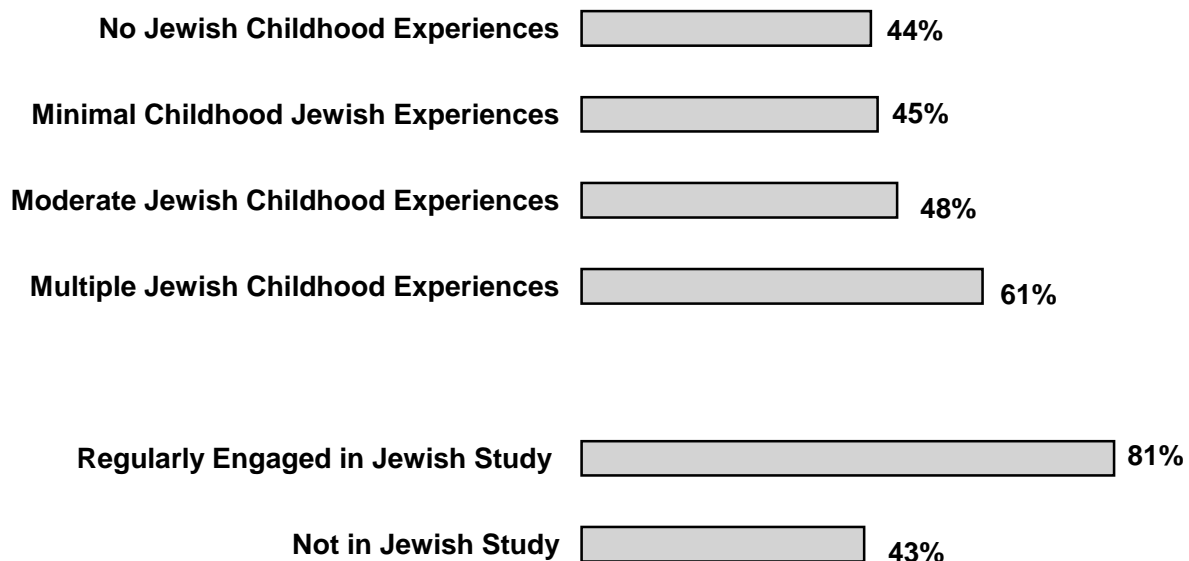 No Jewish Childhood Experiences 44%
Minimal Childhood Jewish Experiences 45%
Moderate Jewish Childhood Experiences 48%
Multiple Jewish Childhood Experiences 61%
Regularly Engaged in Jewish Study 81%
Not in Jewish Study 43%